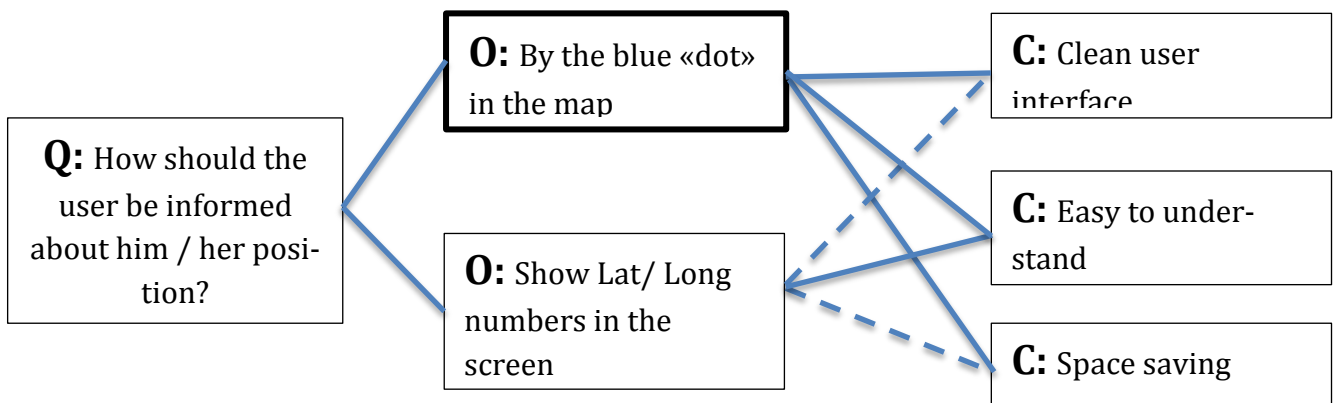 Q: How should the
user be informed
about him / her posi-
tion?
O: By the blue «dot»
in the map
O: Show Lat/ Long
numbers in the
screen
C: Clean user
interface
C: Easy to under-
stand
C: Space saving